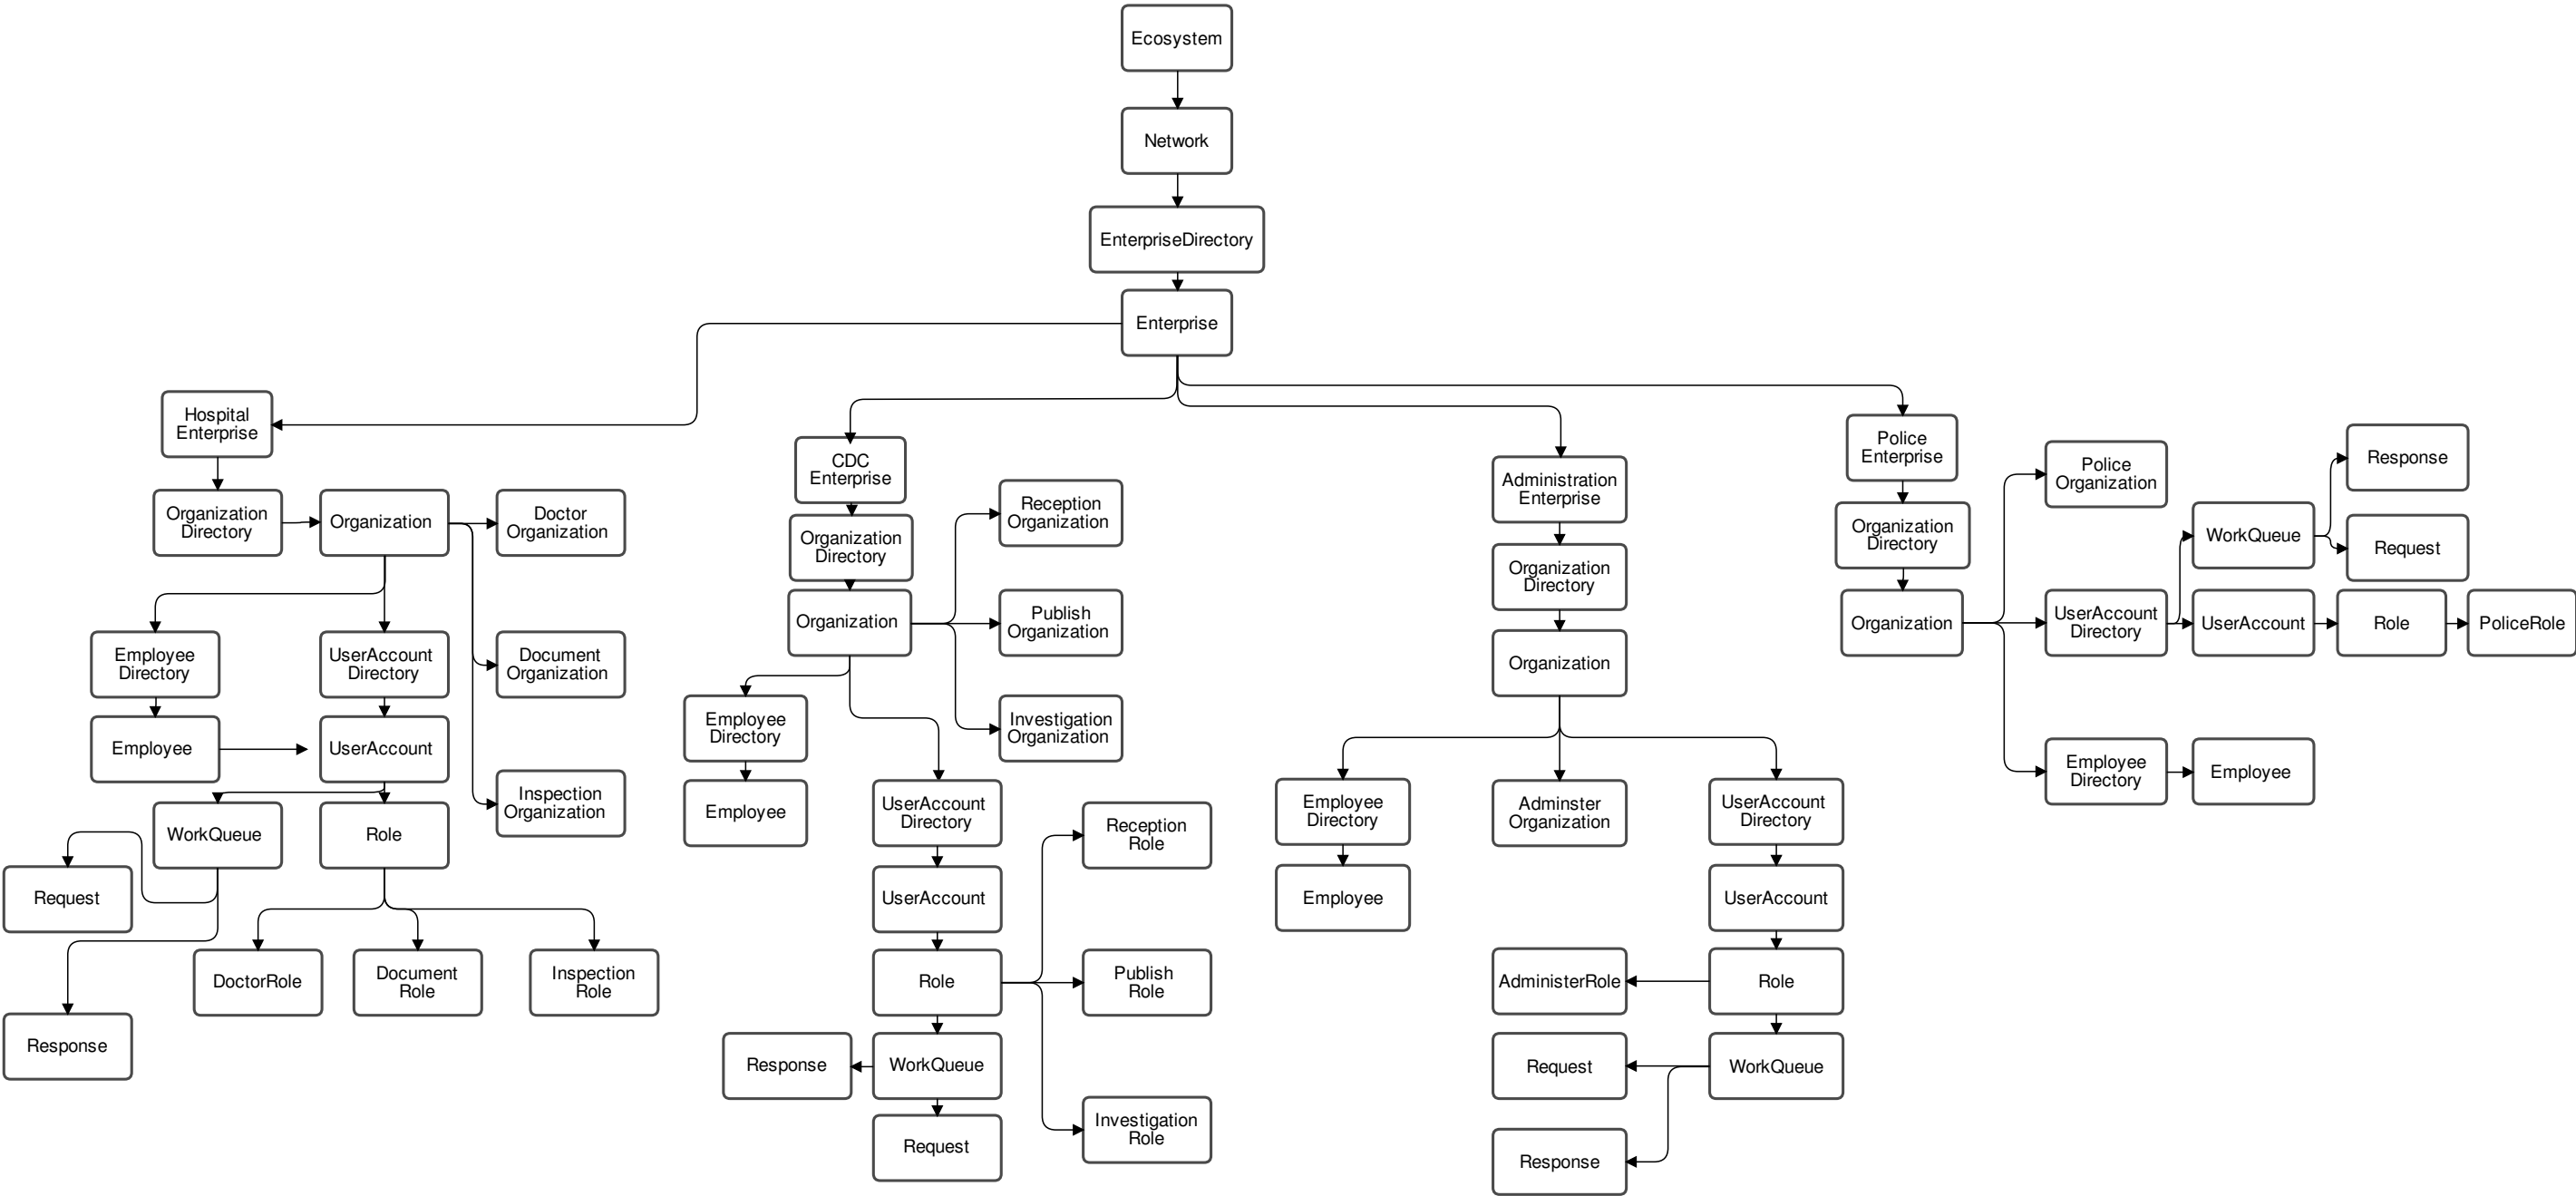 Ecosystem
Network
EnterpriseDirectory
Enterprise
Hospital
Enterprise
Organization
Directory
Organization
Doctor
Organization
Employee
Directory
UserAccount
Directory
Document
Organization
Employee
UserAccount
Inspection
Organization
WorkQueue
Role
Request
DoctorRole
Document
Role
Inspection
Role
Response
CDC
Enterprise
Organization
Directory
Organization
Reception
Organization
Publish
Organization
Investigation
Organization
Employee
Directory
Employee
UserAccount
Directory
UserAccount
Role
Reception
Role
Publish
Role
Investigation
Role
Response
WorkQueue
Request
Administration
Enterprise
Organization
Directory
Organization
Employee
Directory
Adminster
Organization
UserAccount
Directory
Employee
UserAccount
AdministerRole
Role
Request
WorkQueue
Response
Police
Enterprise
Organization
Directory
Organization
Police
Organization
Response
WorkQueue
Request
UserAccount
Directory
UserAccount
Role
PoliceRole
Employee
Directory
Employee